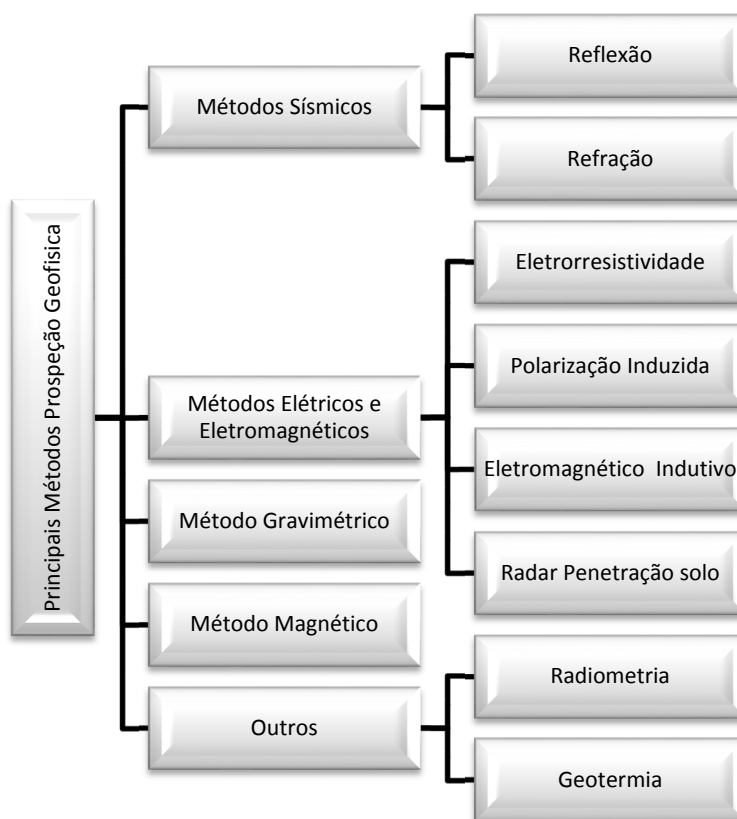 Principais Métodos Prospeção Geofisica
Métodos Sísmicos
Reflexão
Refração
Métodos Elétricos e
Eletromagnéticos
Eletrorresistividade
Polarização Induzida
Eletromagnético Indutivo
Radar Penetração solo
Método Gravimétrico
Método Magnético
Outros
Radiometria
Geotermia